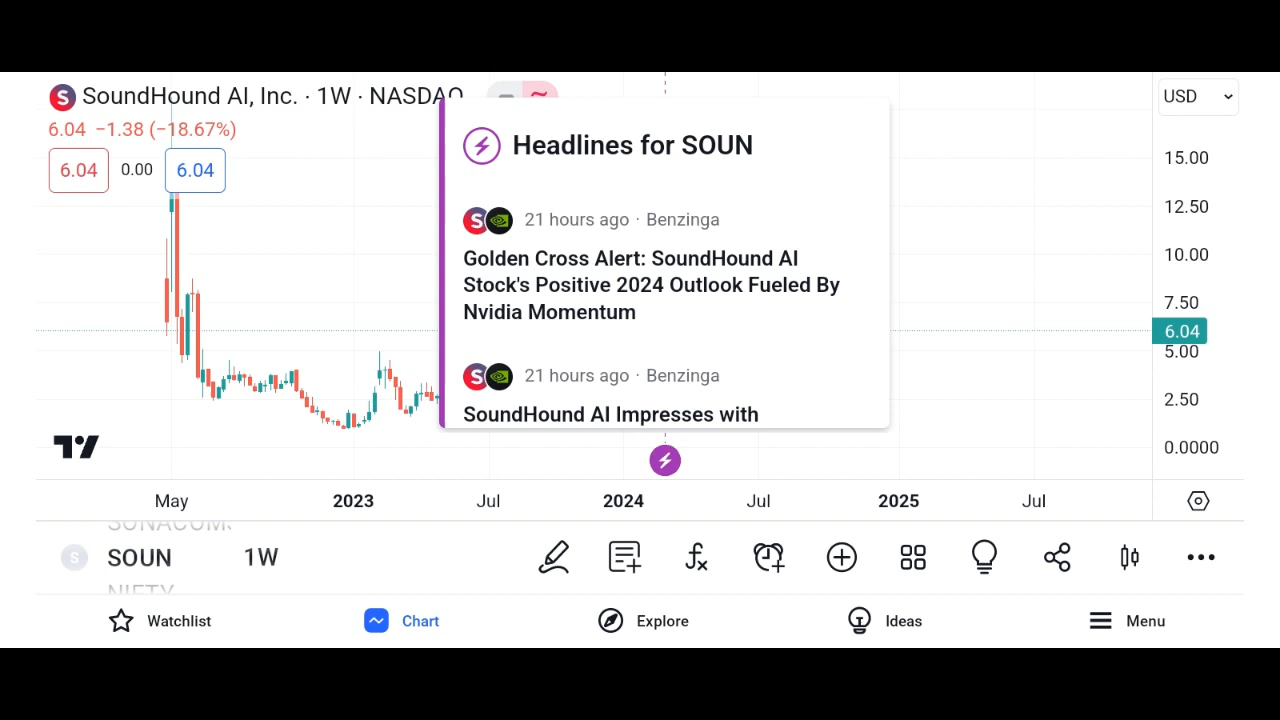 SoundHound AI, Inc. · 1W · NASDAQ
USD
6.04 −1.38 (−18.67%)
6.04 0.00 6.04
Headlines for SOUN
21 hours ago · Benzinga
Golden Cross Alert: SoundHound AI
Stock's Positive 2024 Outlook Fueled By
Nvidia Momentum
21 hours ago · Benzinga
SoundHound AI Impresses with
15.00
12.50
10.00
7.50
6.04
5.00
2.50
0.0000
May 2023 Jul 2024 Jul 2025 Jul
SOUN 1W
NIFTY
Watchlist Chart Explore Ideas Menu